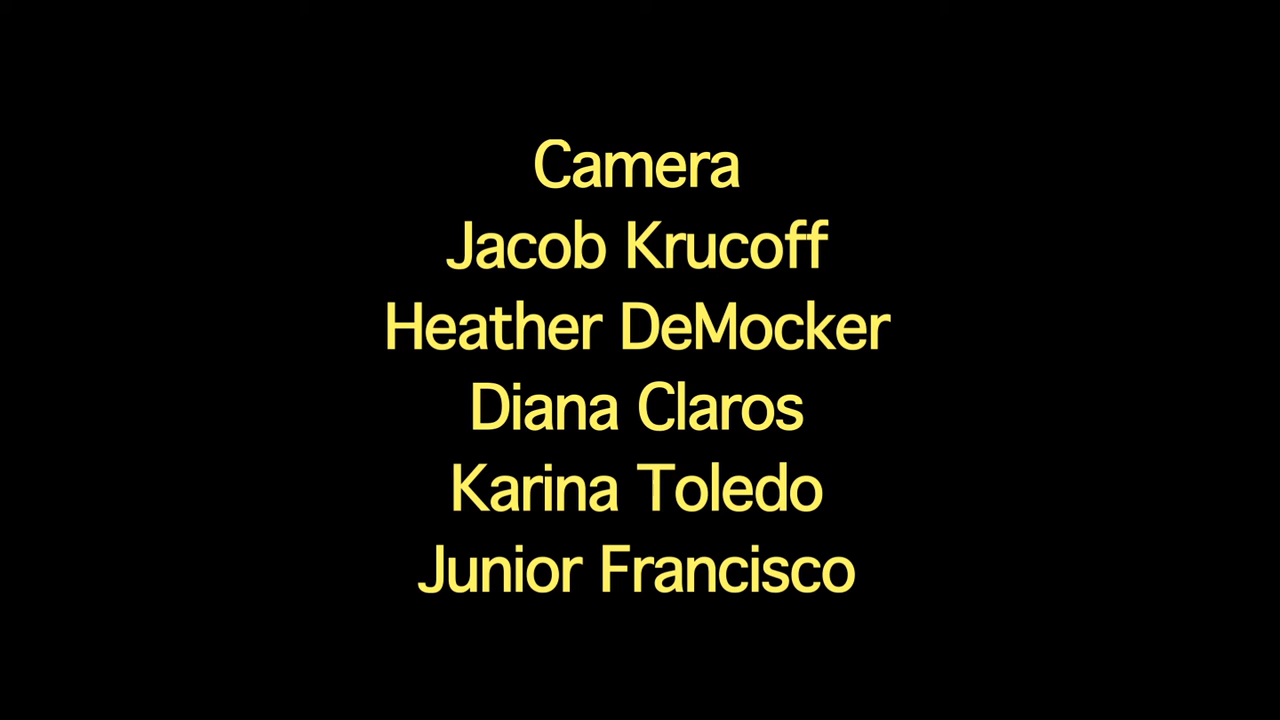 Camera
Jacob Krucoff
Heather DeMocker
Diana Claros
Karina Toledo
Junior Francisco